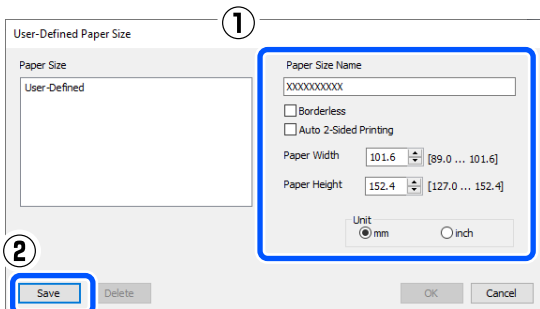 ①
User-Defined Paper Size
Paper Size
User-Defined
Paper Size Name
XXXXXXXXXX
Borderless
Auto 2-Sided Printing
Paper Width 101.6 [89.0 ... 101.6]
Paper Height 152.4 [127.0 ... 152.4]
Unit
mm inch
②
Save Delete OK Cancel